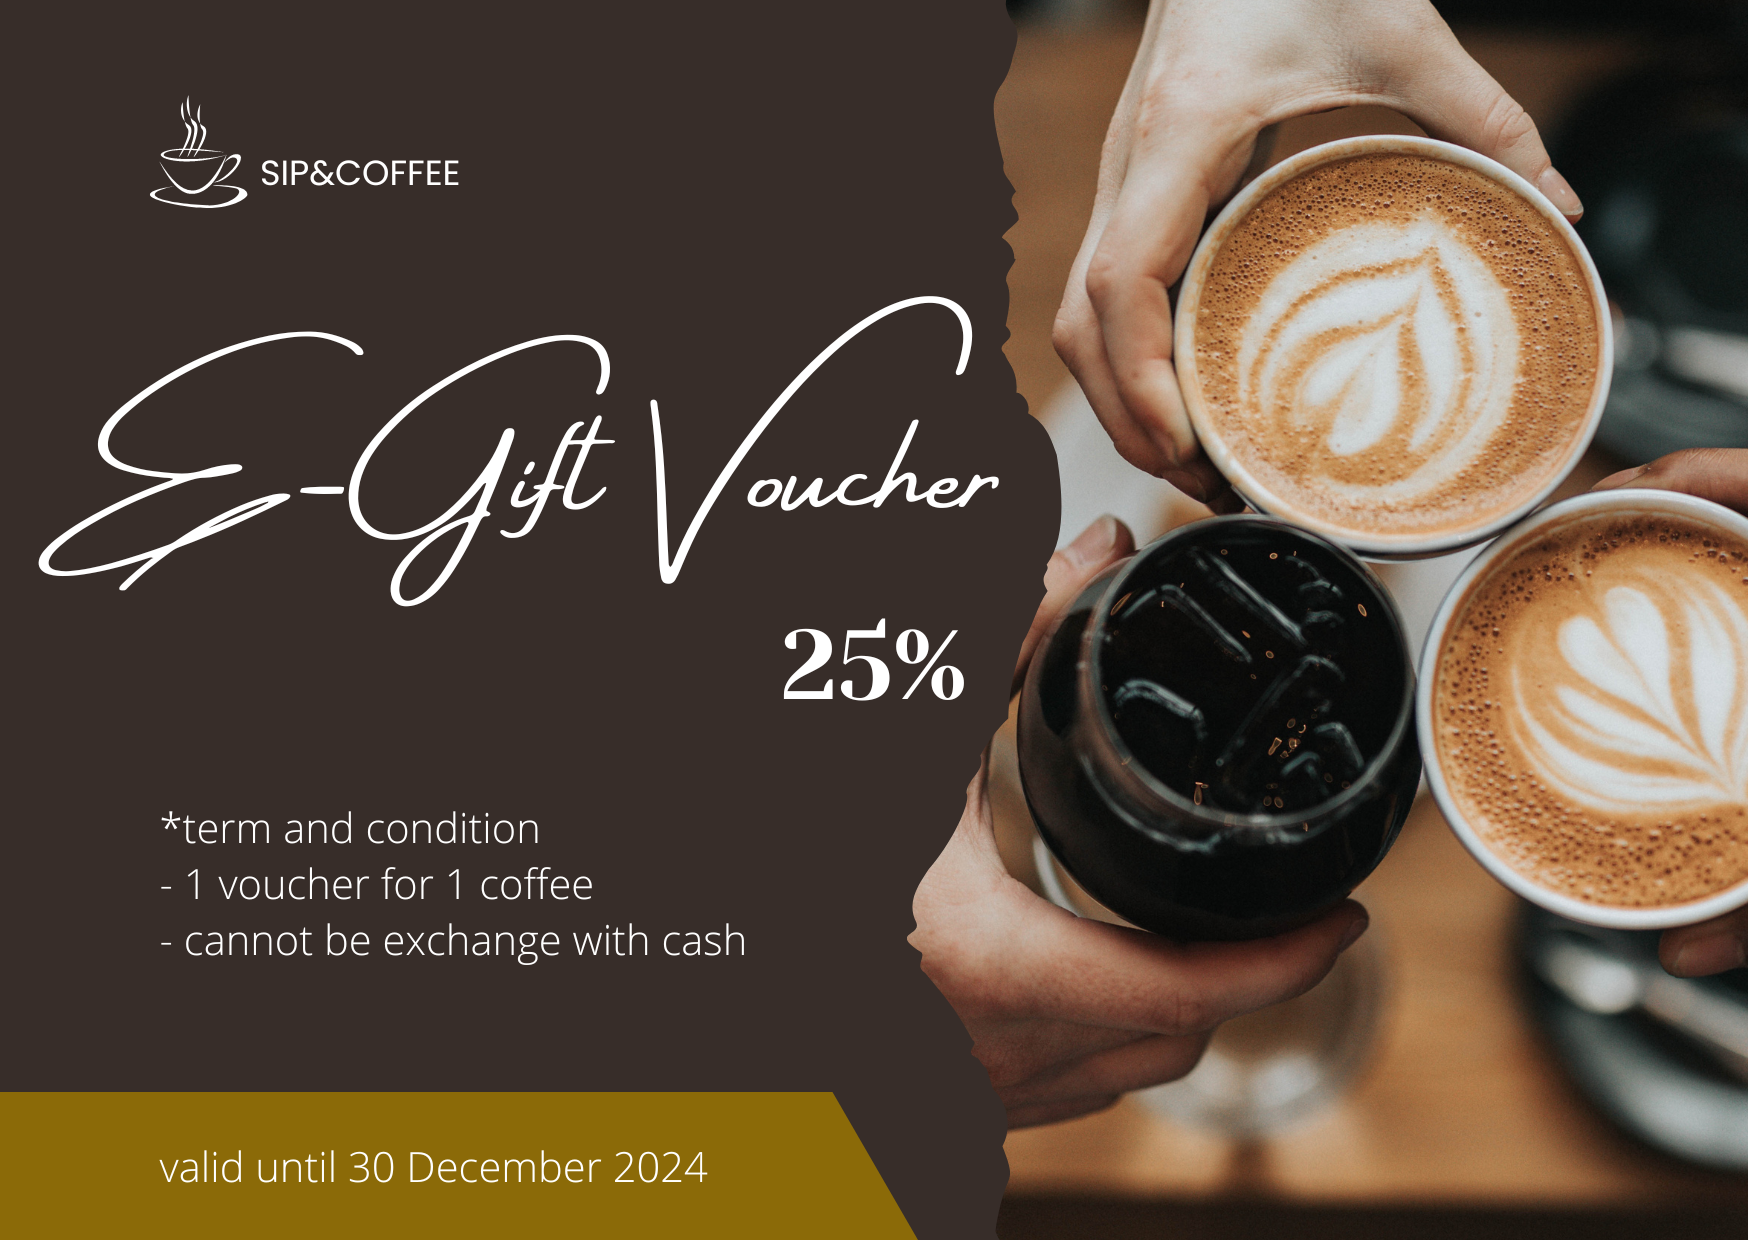 SIP&COFFEE
E-Gift Voucher
25%
*term and condition
- 1 voucher for 1 coffee
- cannot be exchange with cash
valid until 30 December 2024